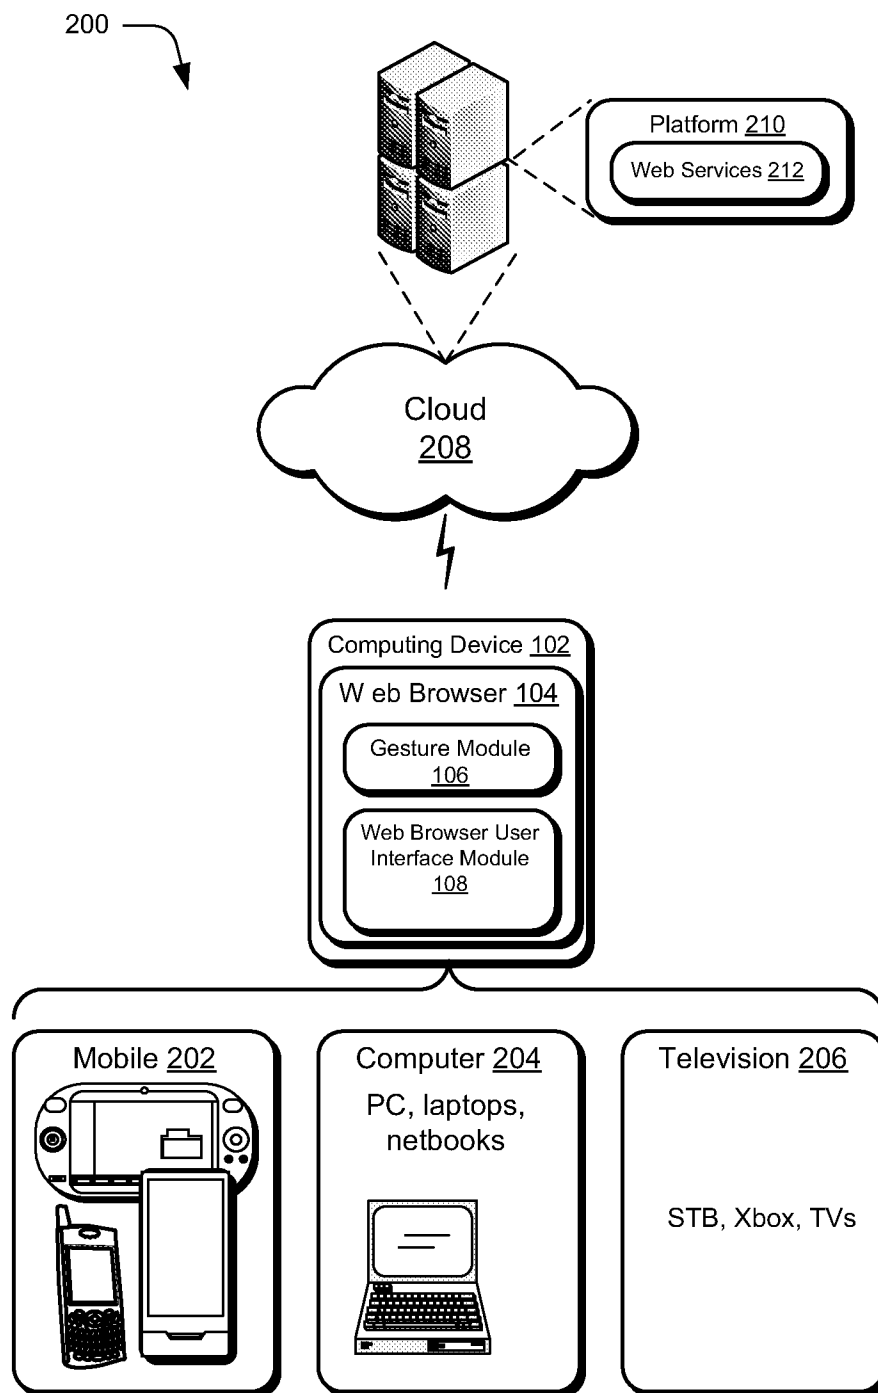 200
Platform 210
Web Services 212
Cloud
208
Computing Device 102
W eb Browser 104
Gesture Module
106
Web Browser User
Interface Module
108
Mobile 202
Computer 204
PC, laptops,
netbooks
Television 206
STB, Xbox, TVs